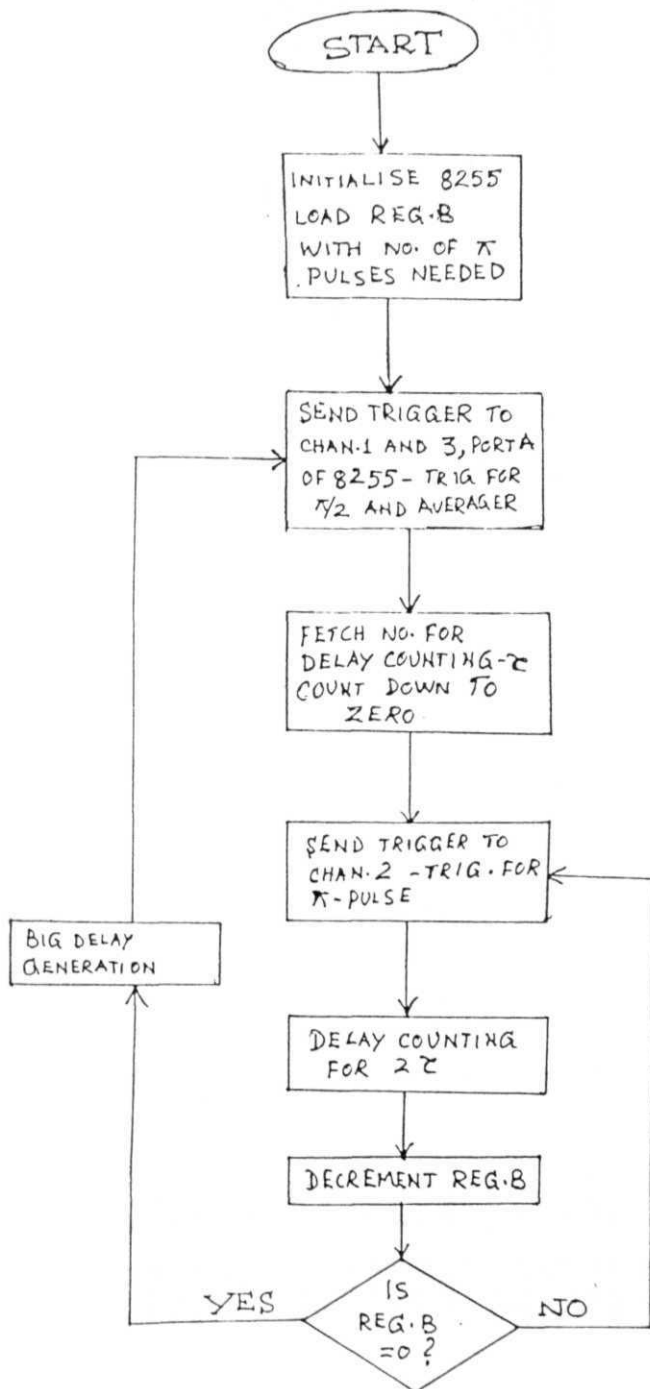 START
INITIALISE 8255
LOAD REG.B
WITH NO. OF π
PULSES NEEDED
SEND TRIGGER TO
CHAN.1 AND 3, PORT A
OF 8255 - TRIG FOR
π/2 AND AVERAGER
FETCH NO. FOR
DELAY COUNTING-τ
COUNT DOWN TO
ZERO
SEND TRIGGER TO
CHAN. 2 - TRIG. FOR
π-PULSE
BIG DELAY
GENERATION
DELAY COUNTING
FOR 2 τ
DECREMENT REG.B
YES
IS
REG.B
=0 ?
NO